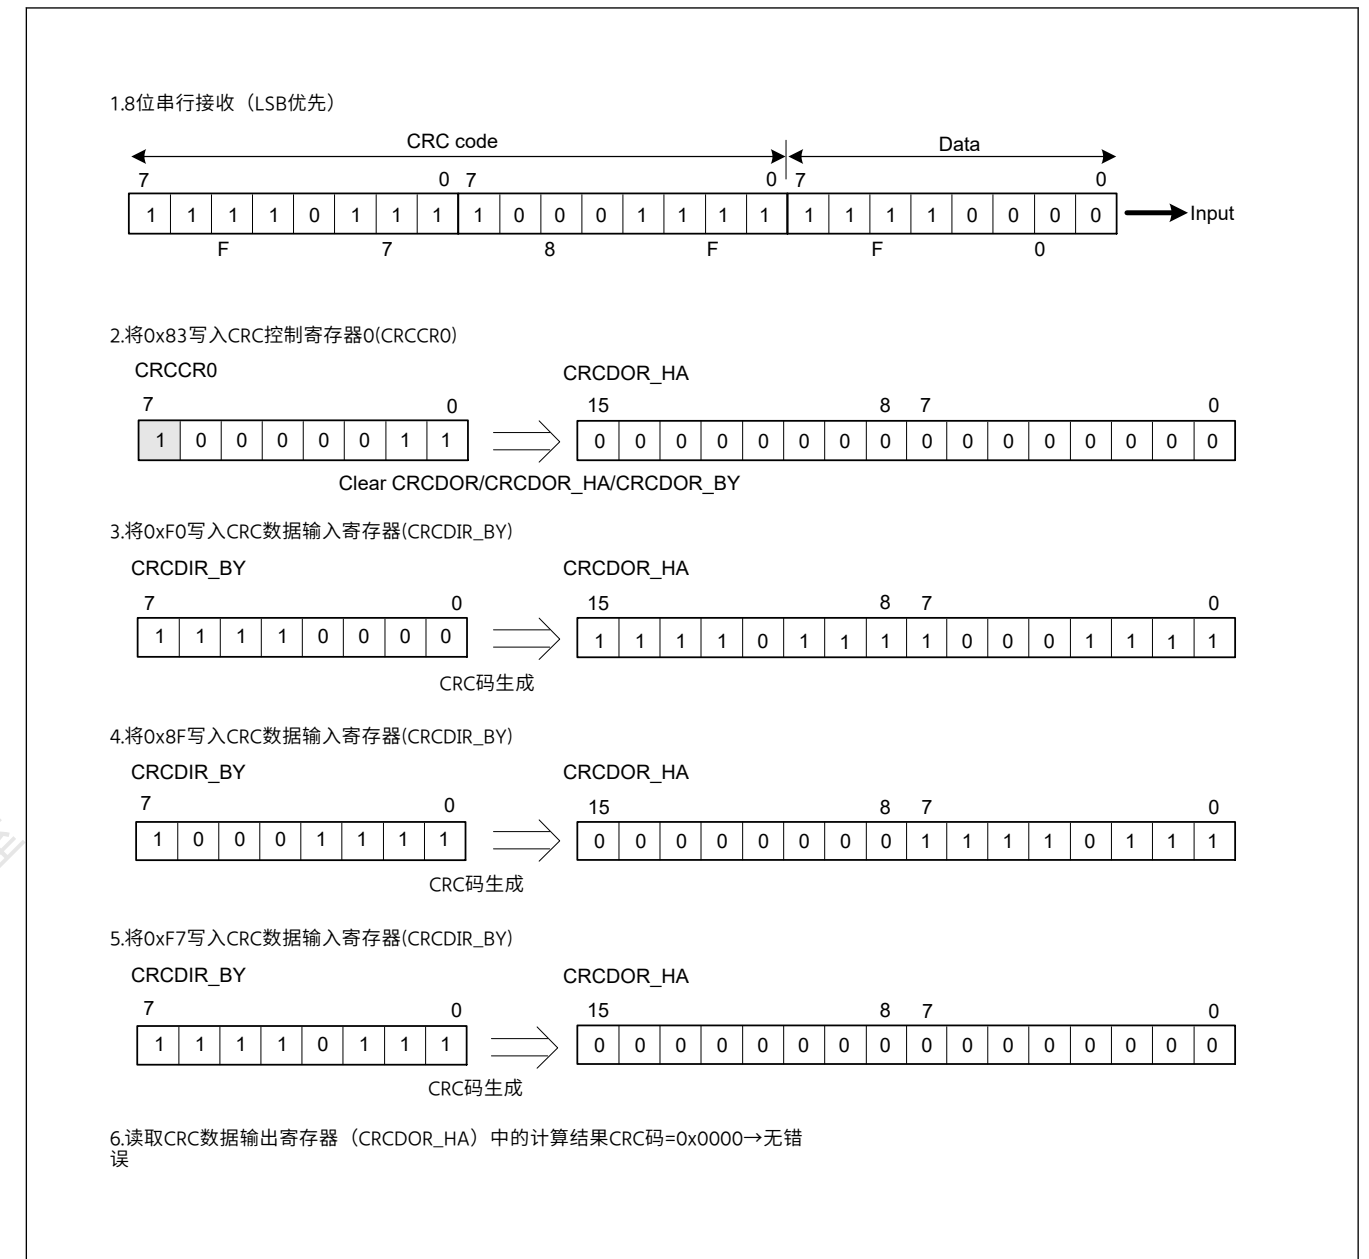 1.8位串行接收（LSB优先）
CRC code Data
7 0 7 0 7 0
1 1 1 1 0 1 1 1 1 0 0 0 1 1 1 1 1 1 1 1 0 0 0 0 Input
F 7 8 F F 0
2.将0x83写入CRC控制寄存器0(CRCCR0)
CRCCR0 CRCDOR_HA
7 0 15 8 7 0
1 0 0 0 0 0 1 1 0 0 0 0 0 0 0 0 0 0 0 0 0 0 0 0
Clear CRCDOR/CRCDOR_HA/CRCDOR_BY
3.将0xF0写入CRC数据输入寄存器(CRCDIR_BY)
CRCDIR_BY CRCDOR_HA
7 0 15 8 7 0
1 1 1 1 0 0 0 0 1 1 1 1 0 1 1 1 1 0 0 0 1 1 1 1
CRC码生成
4.将0x8F写入CRC数据输入寄存器(CRCDIR_BY)
CRCDIR_BY CRCDOR_HA
7 0 15 8 7 0
1 0 0 0 1 1 1 1 0 0 0 0 0 0 0 0 1 1 1 1 0 1 1 1
CRC码生成
5.将0xF7写入CRC数据输入寄存器(CRCDIR_BY)
CRCDIR_BY CRCDOR_HA
7 0 15 8 7 0
1 1 1 1 0 1 1 1 0 0 0 0 0 0 0 0 0 0 0 0 0 0 0 0
CRC码生成
6.读取CRC数据输出寄存器（CRCDOR_HA）中的计算结果CRC码=0x0000→无错
误